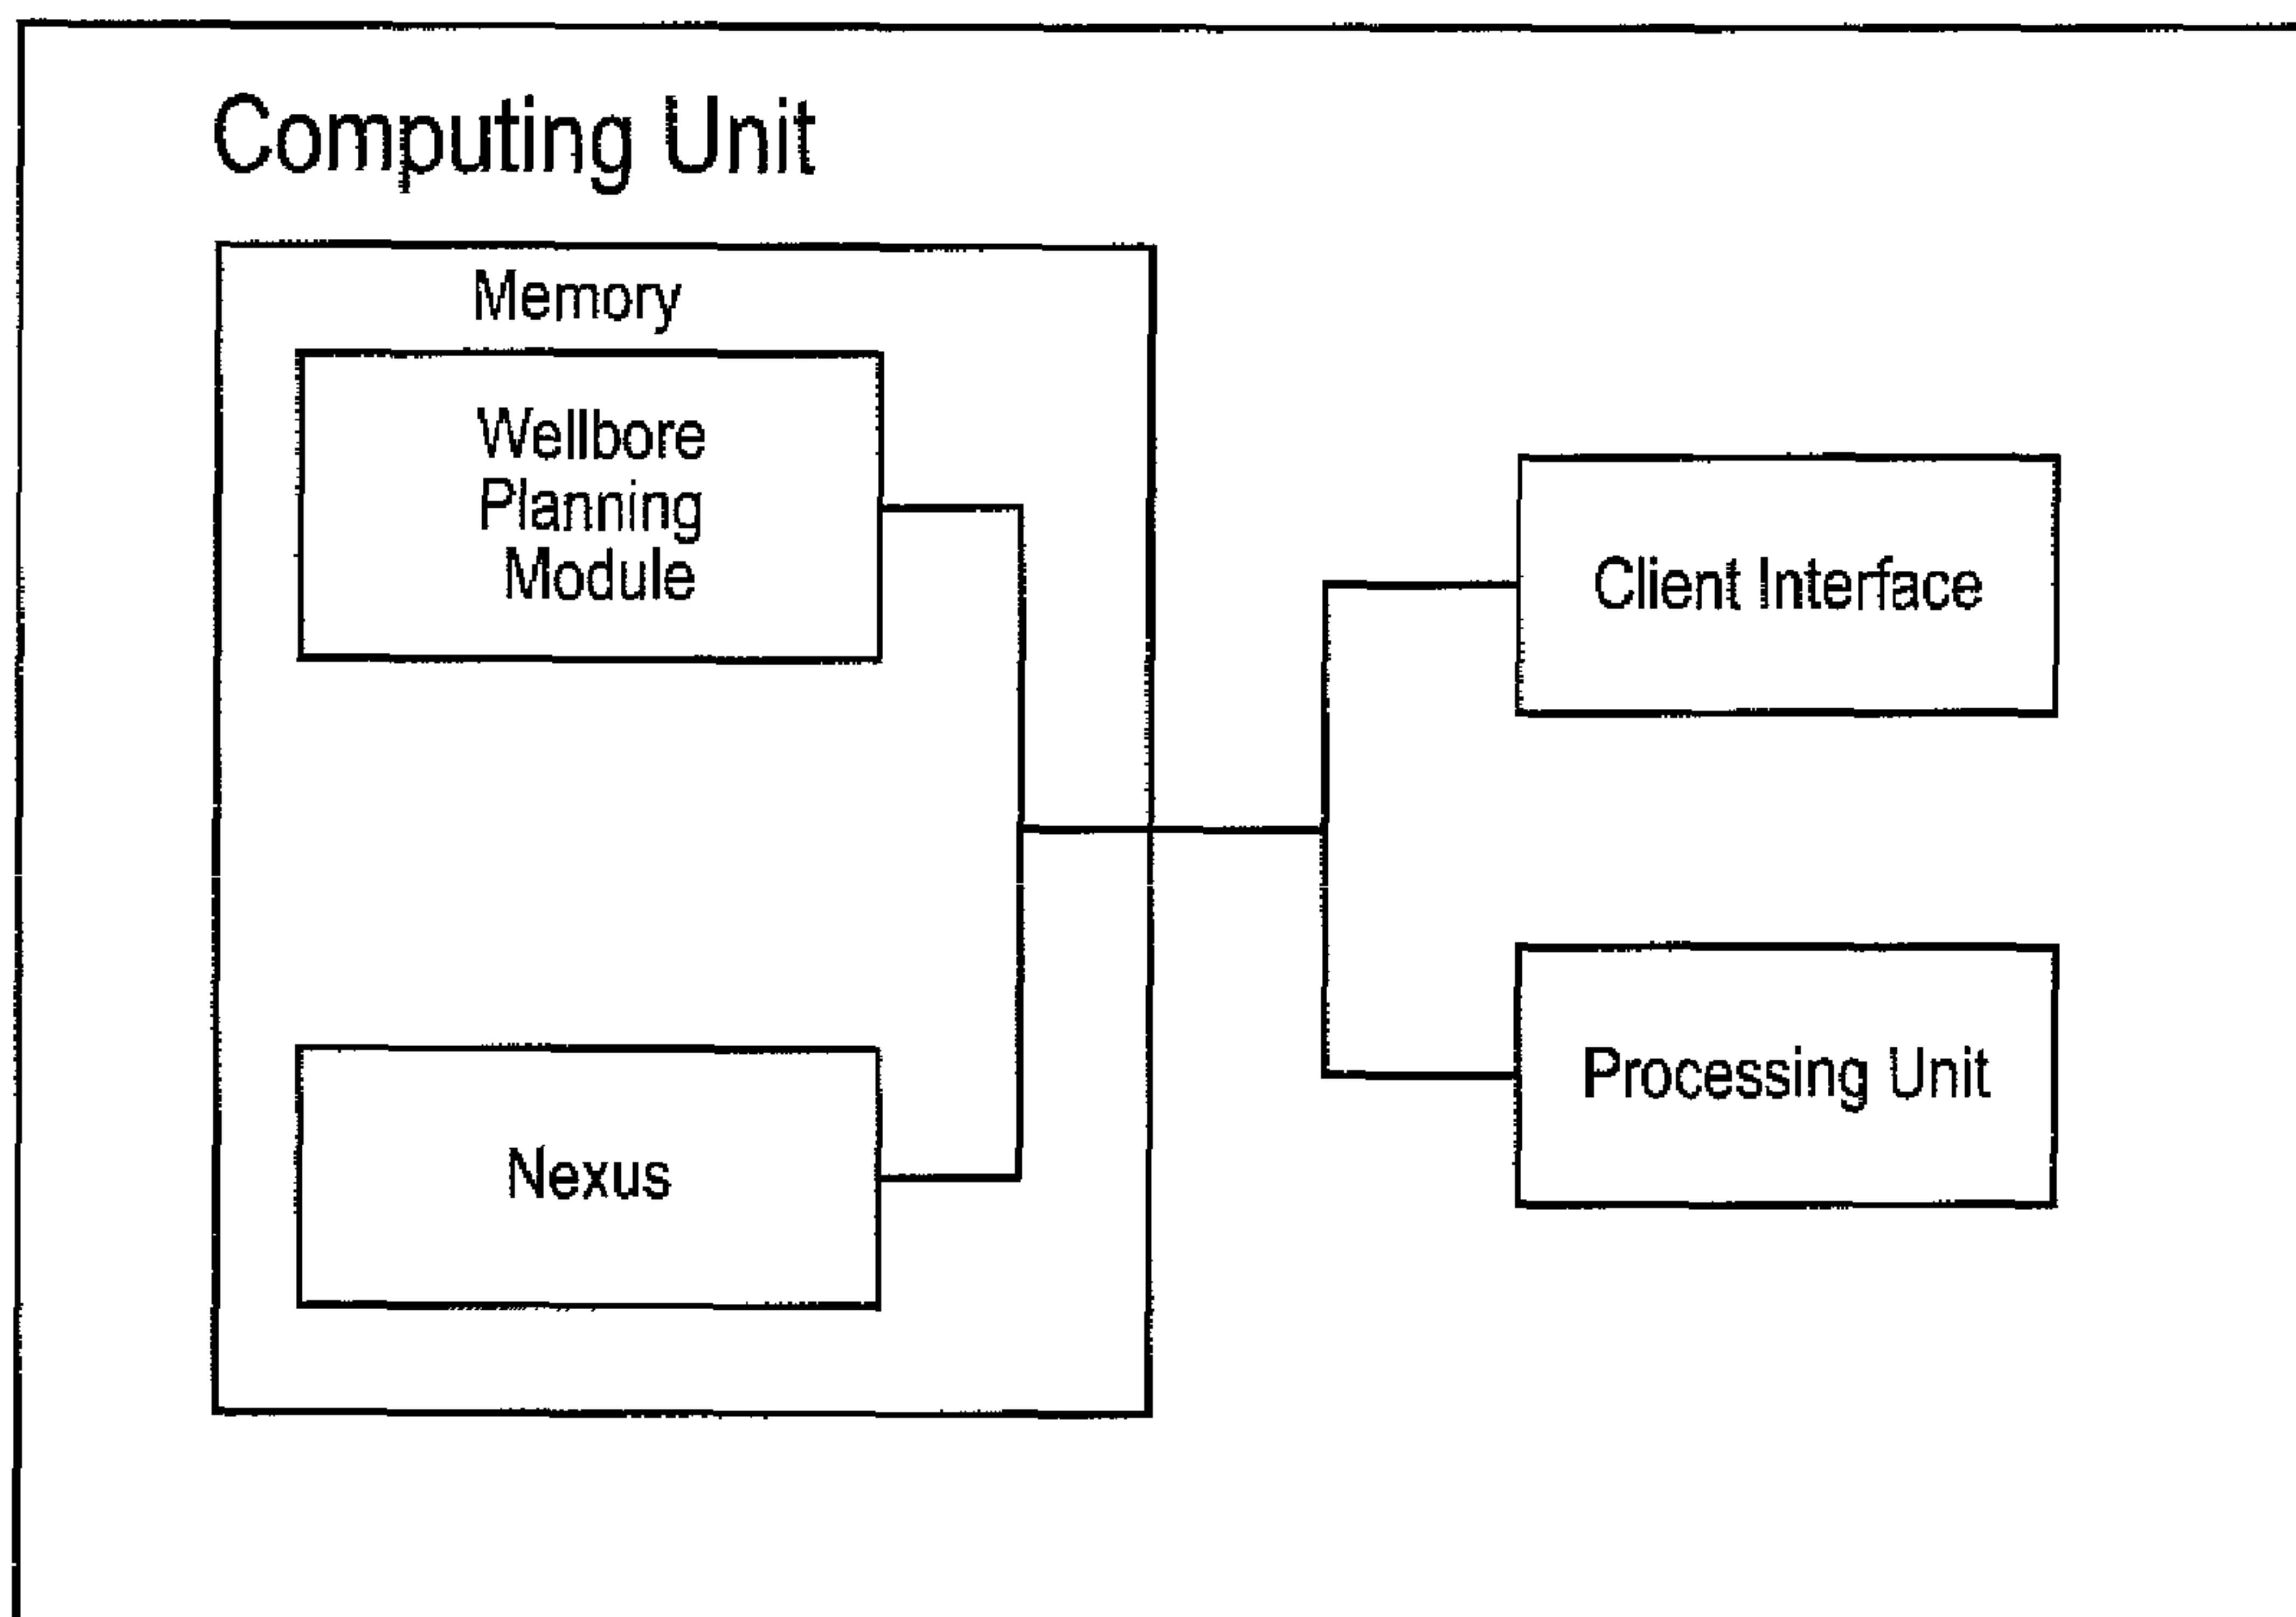 Computing Unit
Memory
Wellbore
Planning
Module
Client Interface
Processing Unit
Nexus